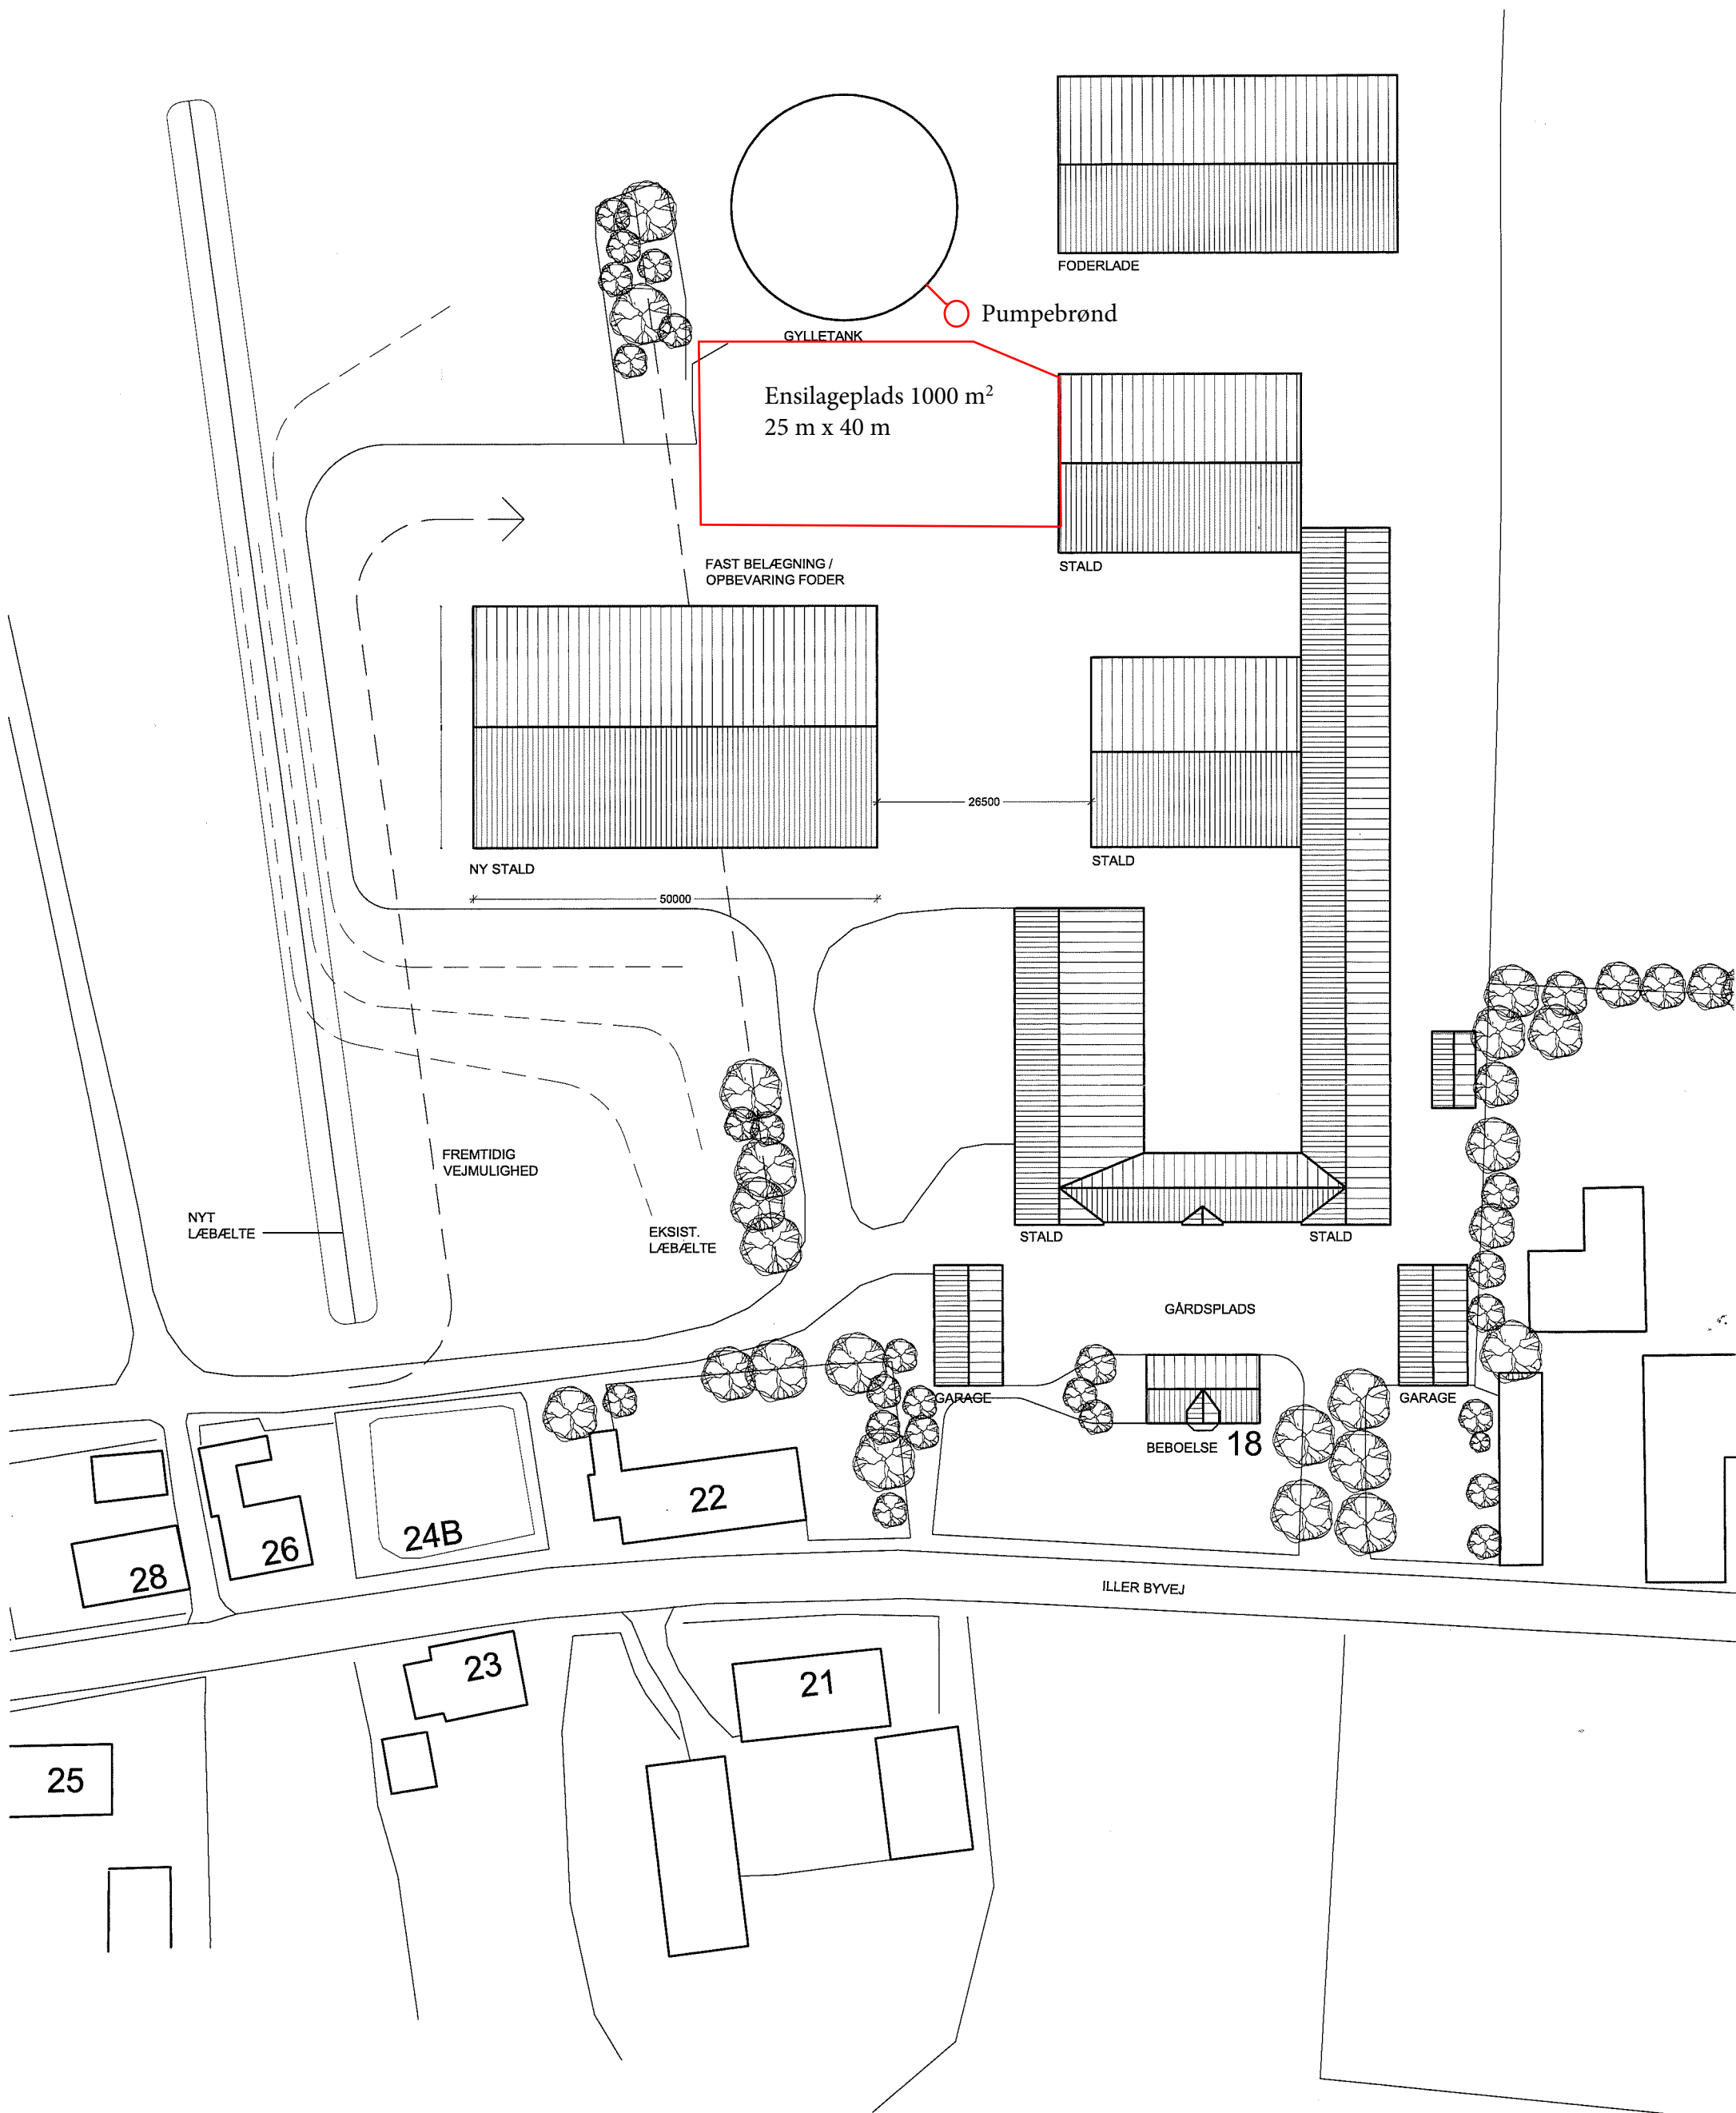 FODERLADE
Pumpebrønd
GYLLETANK
Ensilageplads 1000 m²
25 m x 40 m
FAST BELÆGNING /
OPBEVARING FODER
STALD
26500
NY STALD
STALD
50000
FREMTIDIG
VEJMULIGHED
NYT
LÆBÆLTE
EKSIST.
LÆBÆLTE
STALD
STALD
GÅRDSPLADS
GARAGE
GARAGE
BEBOELSE 18
22
24B
26
28
ILLER BYVEJ
23
21
25